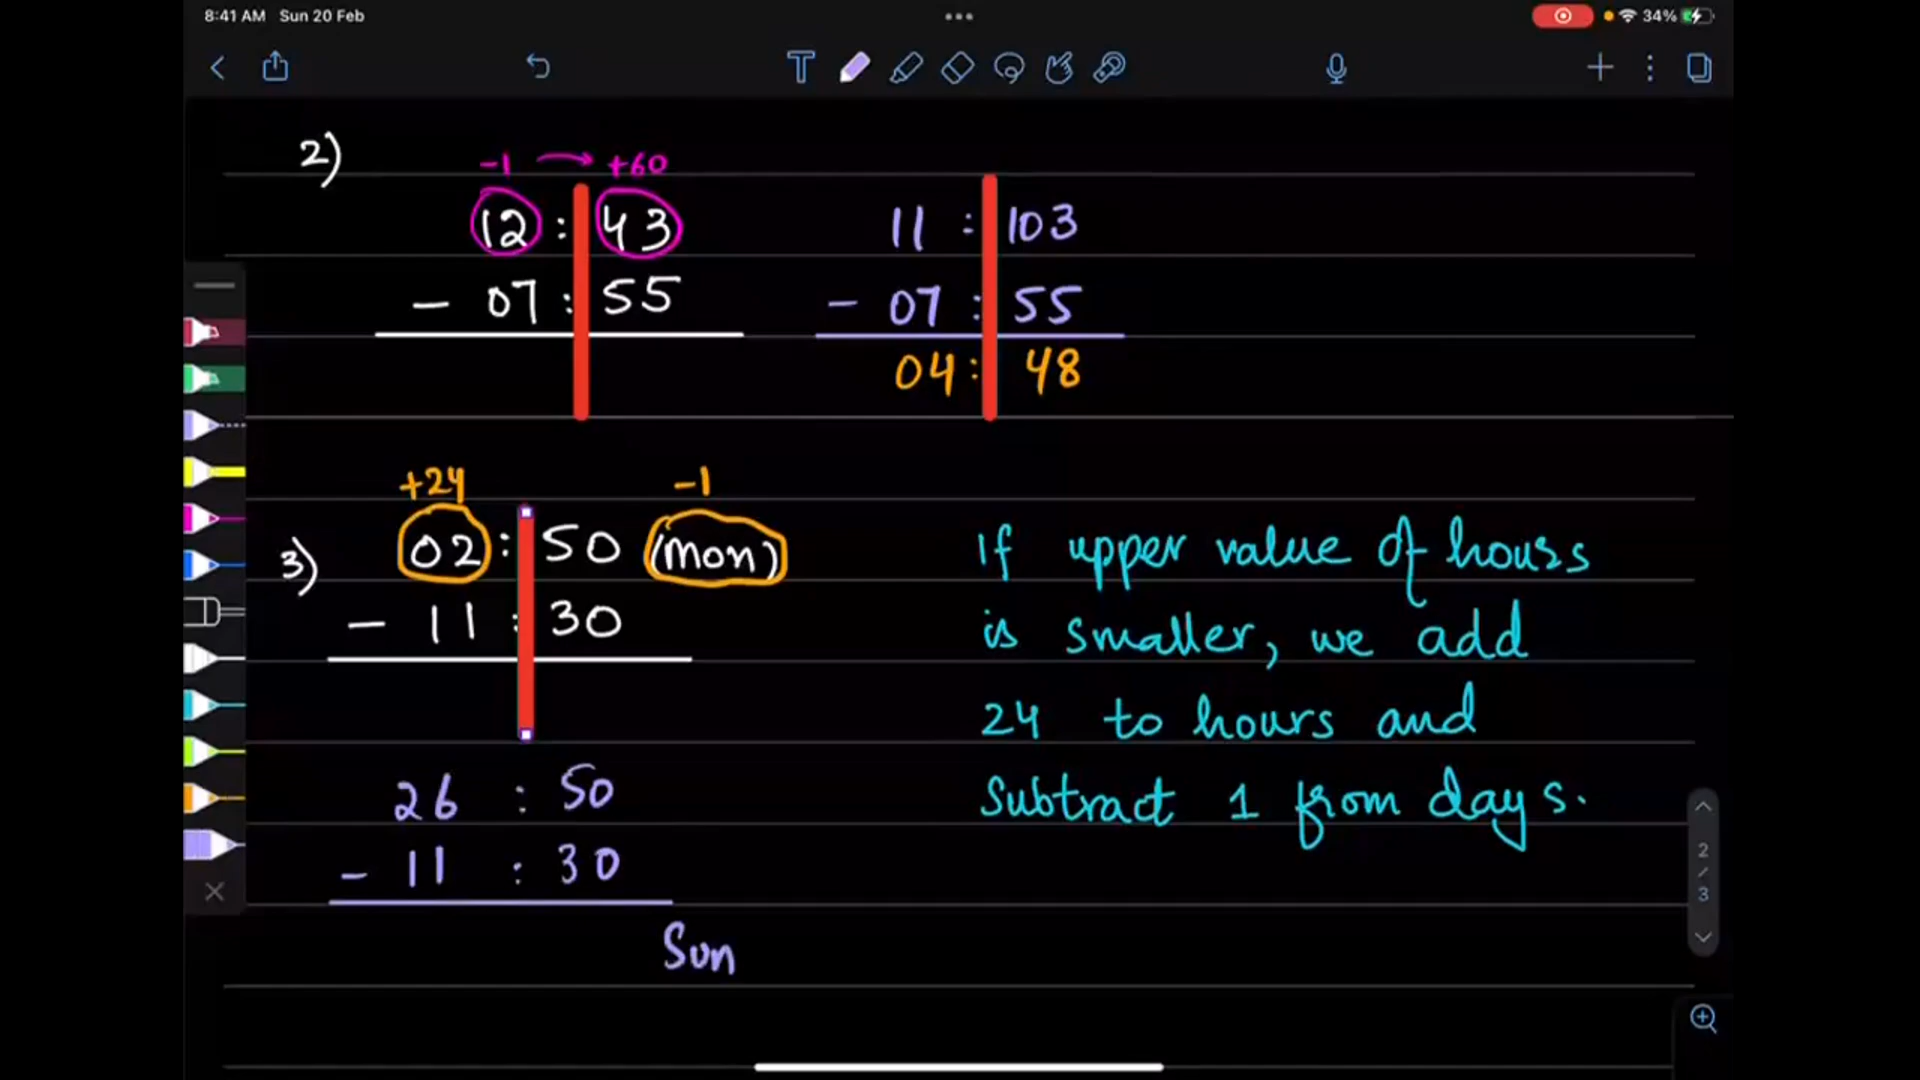 8:41 AM Sun 20 Feb
34%
T
2)
-1 → +60
12 : 43
- 07 : 55
11 : 103
- 07 : 55
04 : 48
+24 -1
3) 02 : 50 (mon)
- 11 : 30
26 : 50
- 11 : 30
Sun
If upper value of hours
is smaller, we add
24 to hours and
Subtract 1 from days.
2
/
3